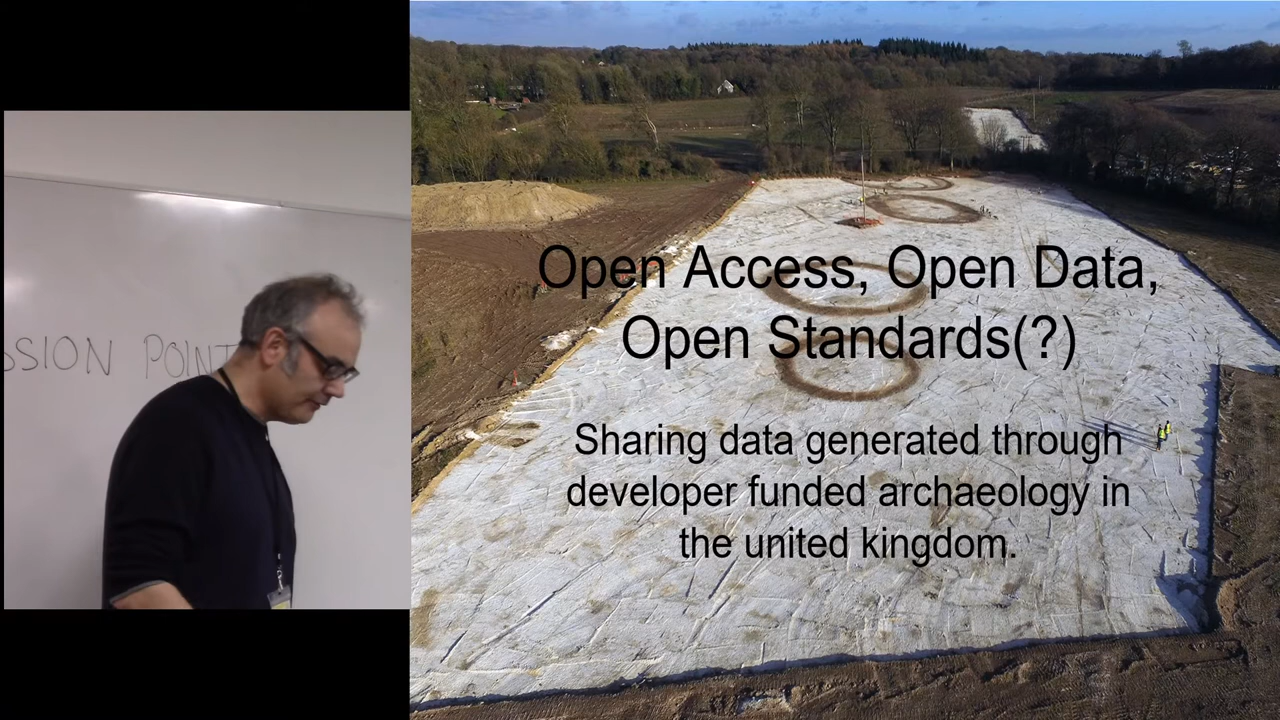 SSION POINT
Open Access, Open Data,
Open Standards(?)
Sharing data generated through
developer funded archaeology in
the united kingdom.